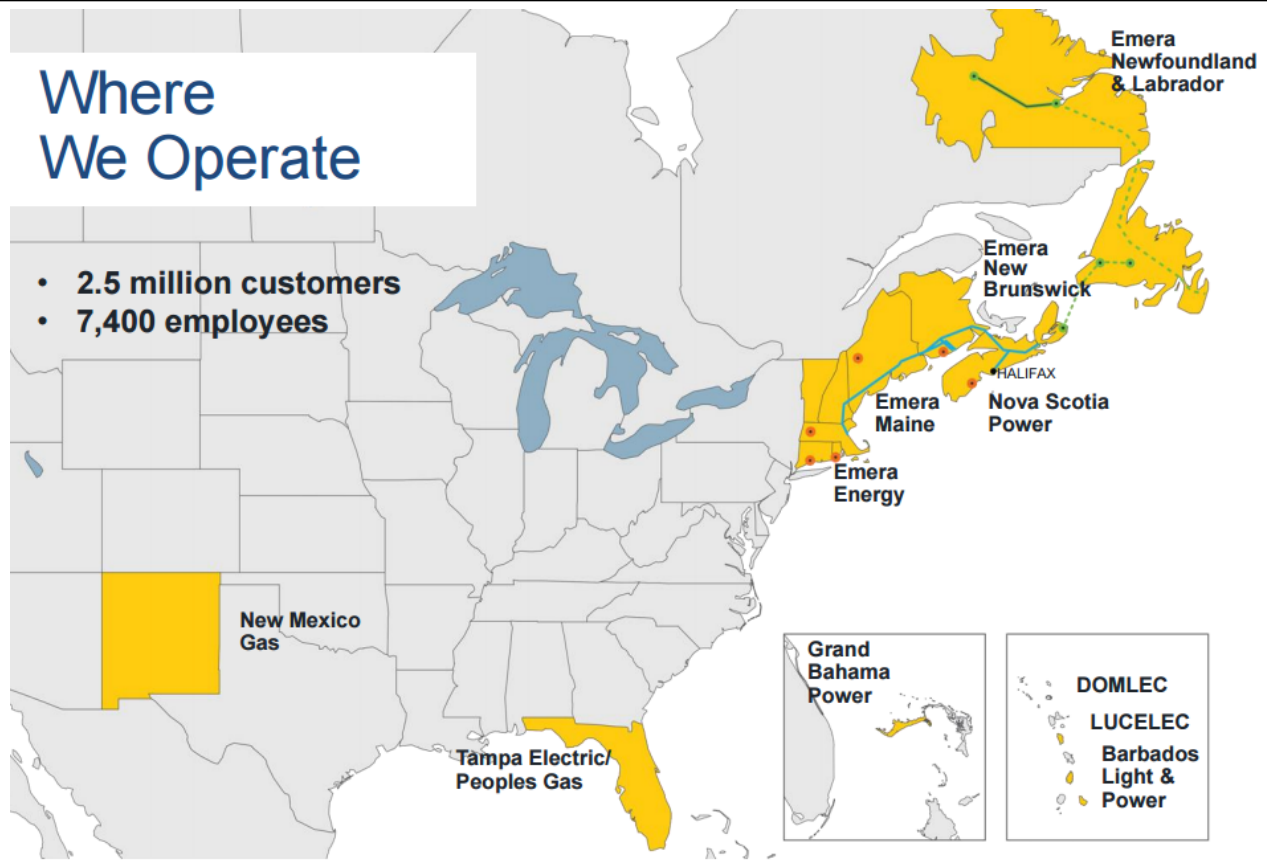 Where
We Operate
• 2.5 million customers
• 7,400 employees
Emera
Newfoundland
& Labrador
Emera
New
Brunswick
HALIFAX
Emera
Maine
Nova Scotia
Power
Emera
Energy
New Mexico
Gas
Tampa Electric/
Peoples Gas
Grand
Bahama
Power
DOMLEC
LUCELEC
Barbados
Light &
Power